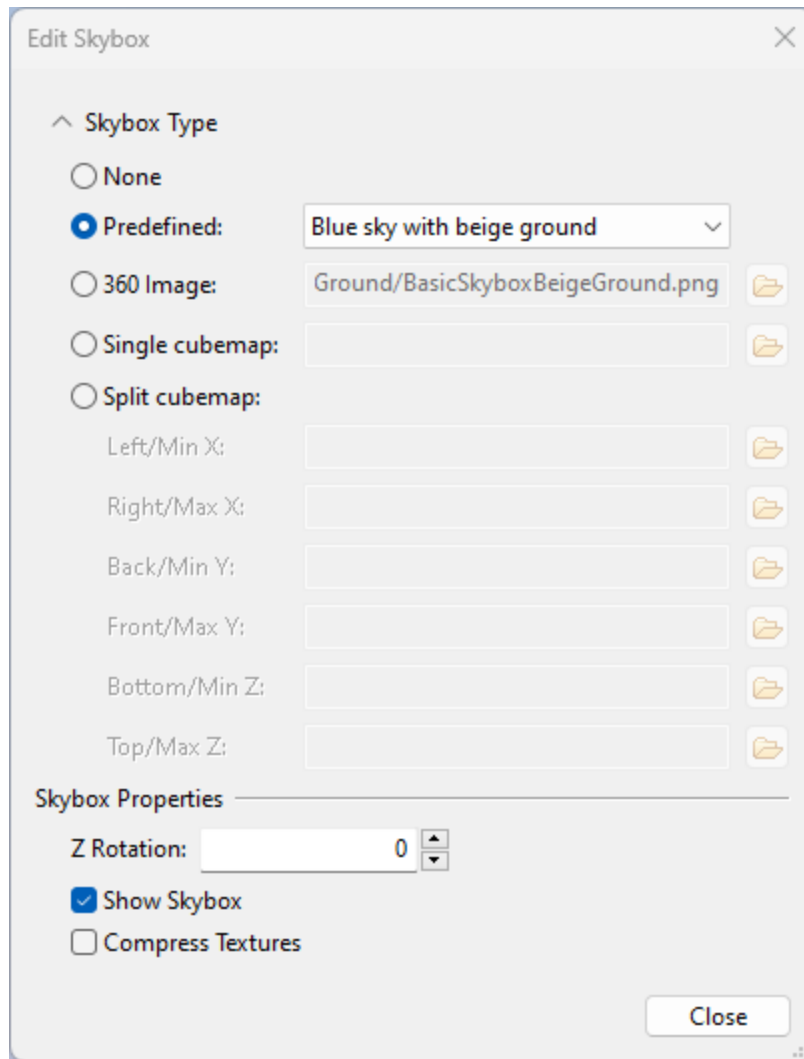 Edit Skybox
Skybox Type
None
Predefined: Blue sky with beige ground
360 Image: Ground/BasicSkyboxBeigeGround.png
Single cubemap:
Split cubemap:
Left/Min X:
Right/Max X:
Back/Min Y:
Front/Max Y:
Bottom/Min Z:
Top/Max Z:
Skybox Properties
Z Rotation: 0
Show Skybox
Compress Textures
Close